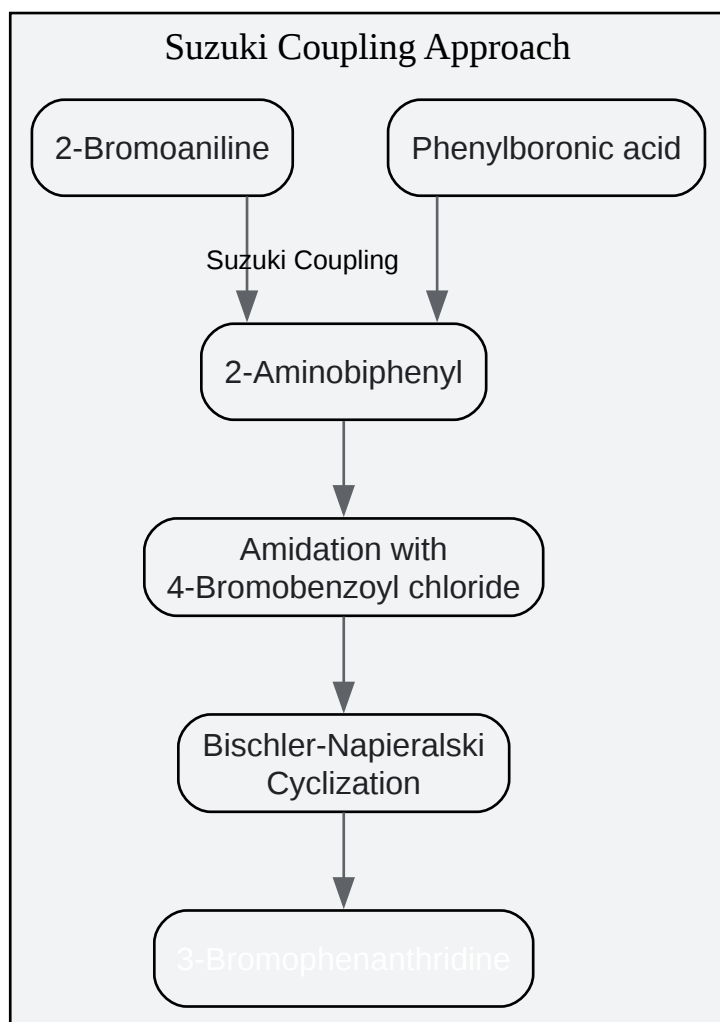 Suzuki Coupling Approach
2-Bromoaniline
Phenylboronic acid
Suzuki Coupling
2-Aminobiphenyl
Amidation with
4-Bromobenzoyl chloride
Bischler-Napieralski
Cyclization
3-Bromophenanthridine